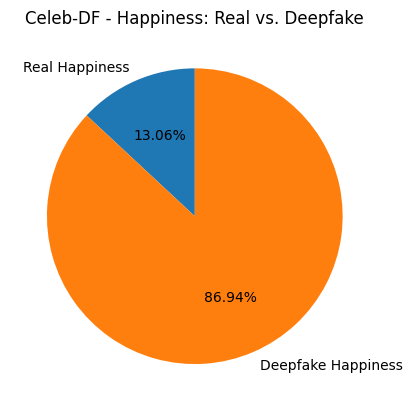 Celeb-DF - Happiness: Real vs. Deepfake
Real Happiness
13.06%
86.94%
Deepfake Happiness